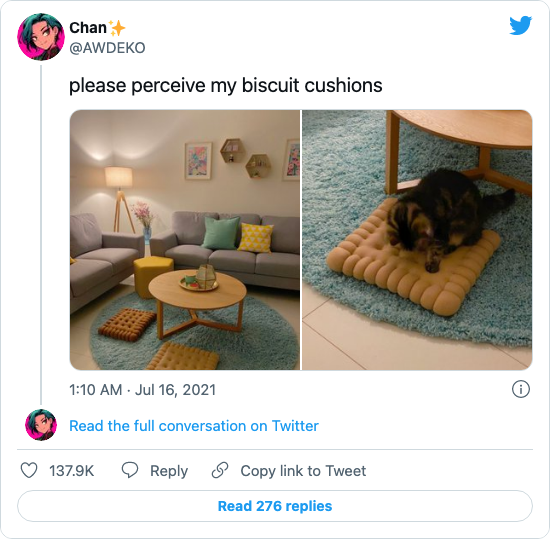 Chan✨
@AWDEKO
please perceive my biscuit cushions
1:10 AM · Jul 16, 2021
Read the full conversation on Twitter
137.9K Reply Copy link to Tweet
Read 276 replies